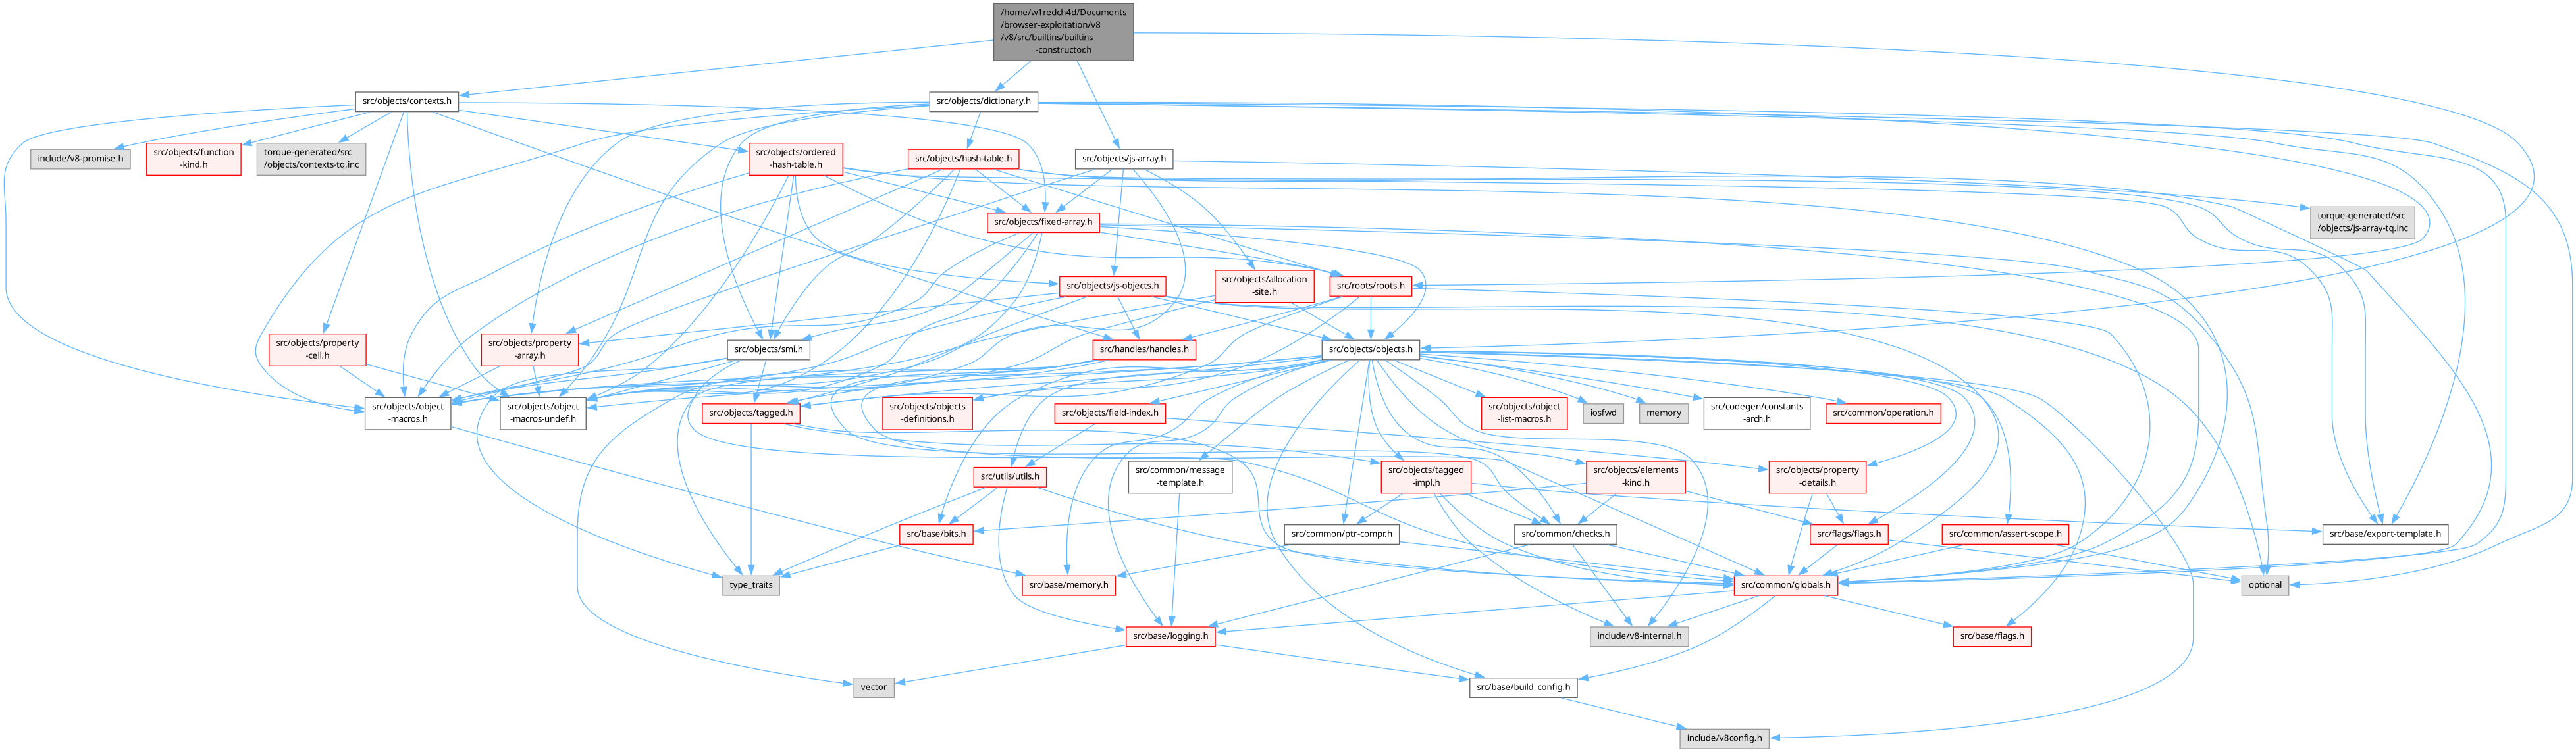 /home/w1redch4d/Documents
/browser-exploitation/v8
/v8/src/builtins/builtins
-constructor.h
src/objects/contexts.h
src/objects/dictionary.h
include/v8-promise.h
src/objects/function
-kind.h
torque-generated/src
/objects/contexts-tq.inc
src/objects/ordered
-hash-table.h
src/objects/hash-table.h
src/objects/js-array.h
src/objects/fixed-array.h
torque-generated/src
/objects/js-array-tq.inc
src/objects/js-objects.h
src/objects/allocation
-site.h
src/roots/roots.h
src/objects/property
-cell.h
src/objects/property
-array.h
src/objects/smi.h
src/handles/handles.h
src/objects/objects.h
src/objects/object
-macros.h
src/objects/object
-macros-undef.h
src/objects/tagged.h
src/objects/objects
-definitions.h
src/objects/field-index.h
src/objects/object
-list-macros.h
iosfwd
memory
src/codegen/constants
-arch.h
src/common/operation.h
src/utils/utils.h
src/common/message
-template.h
src/objects/tagged
-impl.h
src/objects/elements
-kind.h
src/objects/property
-details.h
src/base/bits.h
src/common/ptr-compr.h
src/common/checks.h
src/flags/flags.h
src/common/assert-scope.h
src/base/export-template.h
type_traits
src/base/memory.h
src/common/globals.h
optional
src/base/logging.h
include/v8-internal.h
src/base/flags.h
vector
src/base/build_config.h
include/v8config.h